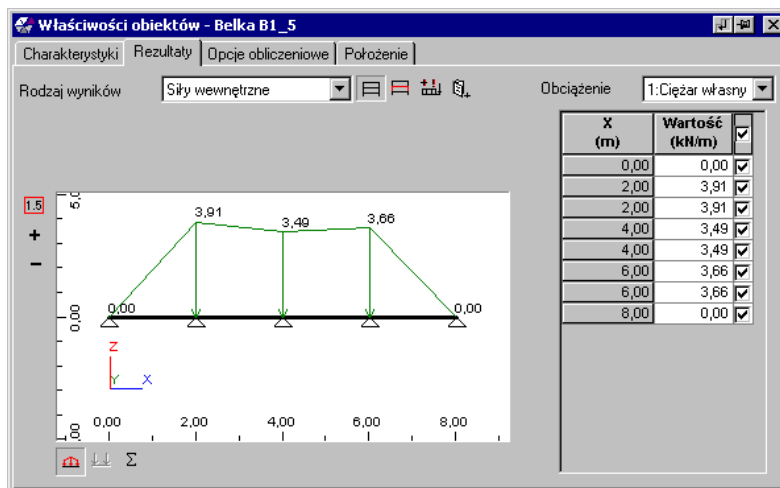 Właściwości obiektów - Belka B1_5
Charakterystyki Rezultaty Opcje obliczeniowe Położenie
Rodzaj wyników Siły wewnętrzne Obciążenie 1:Ciężar własny
X (m) Wartość (kN/m)
0,00 0,00
2,00 3,91
2,00 3,91
4,00 3,49
4,00 3,49
6,00 3,66
6,00 3,66
8,00 0,00
1.5
+
-
5,0
3,91 3,49 3,66
0,00 0,00 0,00
Z
Y X
0,00 2,00 4,00 6,00 8,00
Σ